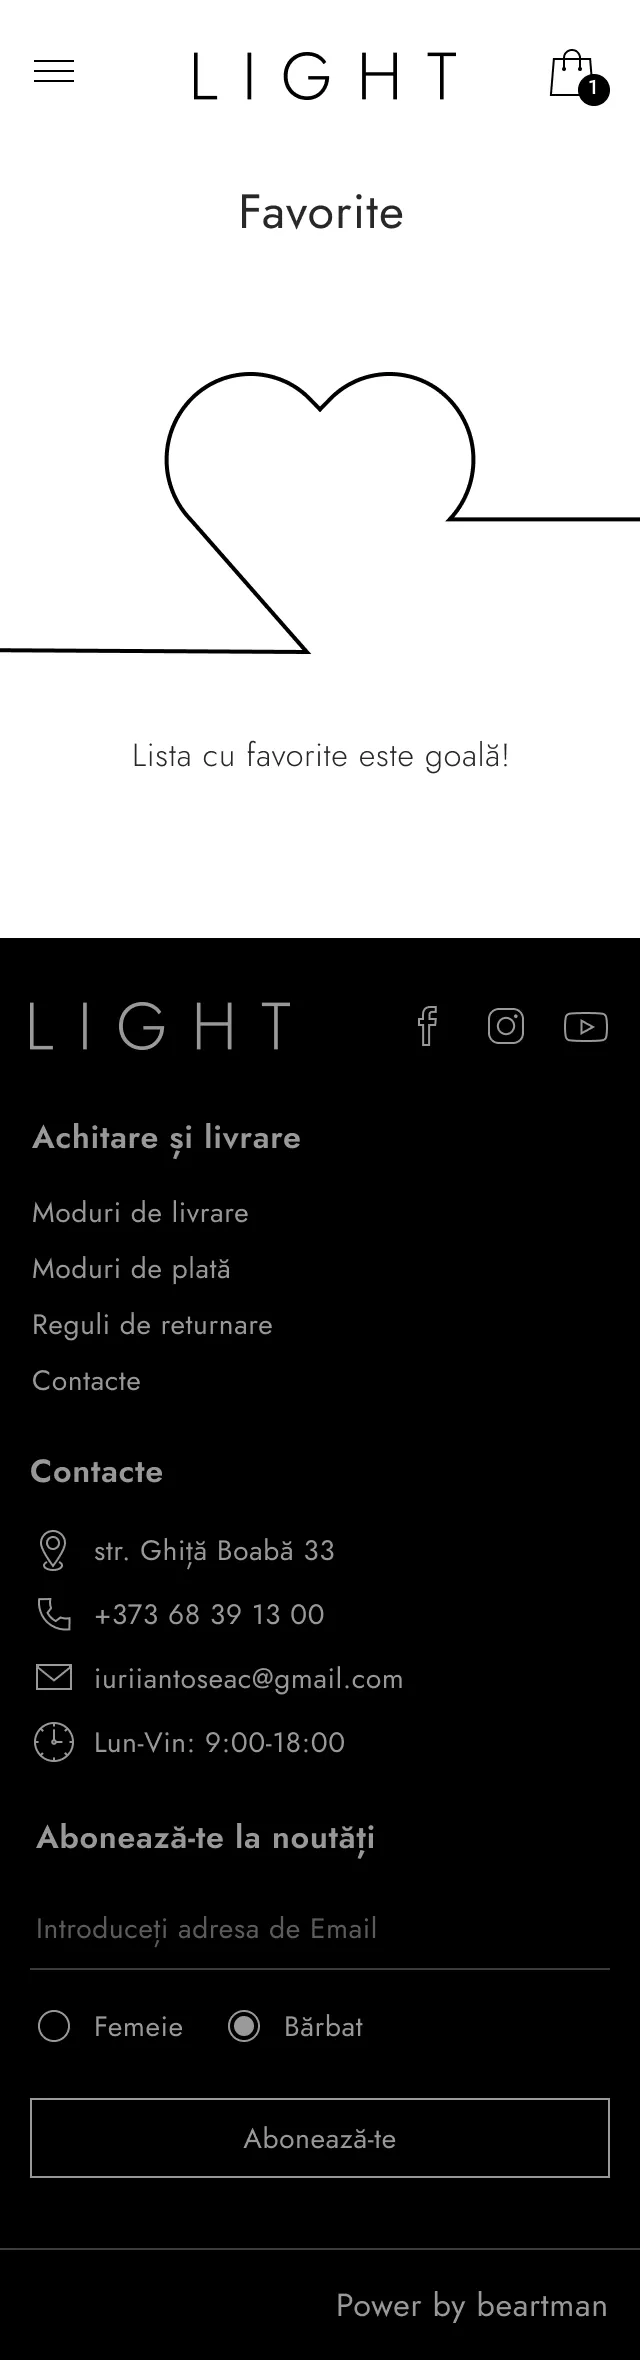 LIGHT
1
Favorite
Lista cu favorite este goală!
LIGHT
Achitare și livrare
Moduri de livrare
Moduri de plată
Reguli de returnare
Contacte
Contacte
str. Ghiță Boabă 33
+373 68 39 13 00
iuriiantoseac@gmail.com
Lun-Vin: 9:00-18:00
Abonează-te la noutăți
Introduceți adresa de Email
Femeie Bărbat
Abonează-te
Power by beartman